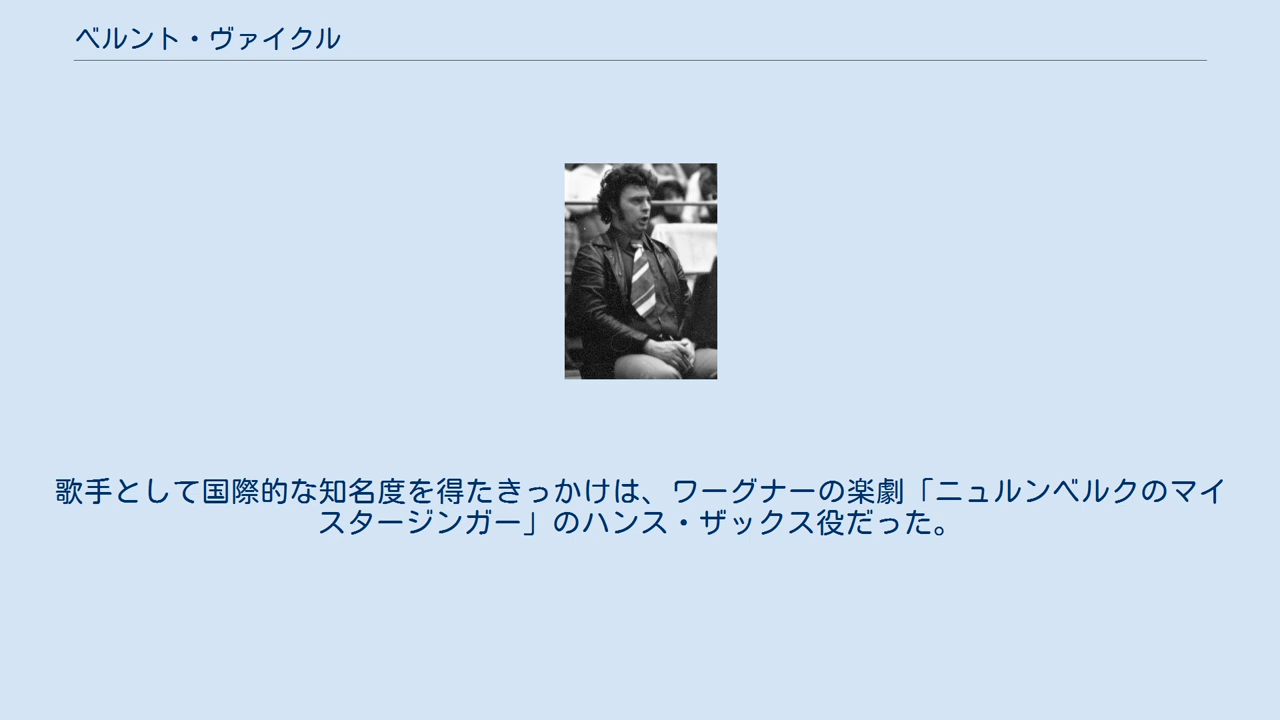 ベルント・ヴァイクル
歌手として国際的な知名度を得たきっかけは、ワーグナーの楽劇「ニュルンベルクのマイ
スタージンガー」のハンス・ザックス役だった。